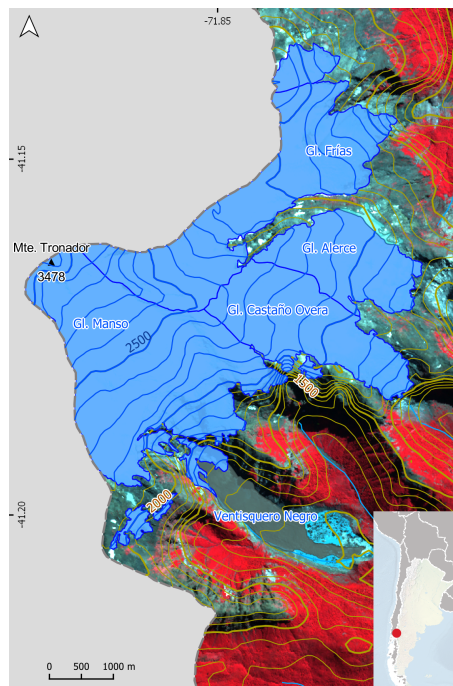 -71.85
-41.15
Gl. Frías
Gl. Alerce
Mte. Tronador
3478
Gl. Castaño Overa
Gl. Manso
2500
1500
2000
-41.20
Ventisquero Negro
0 500 1000 m